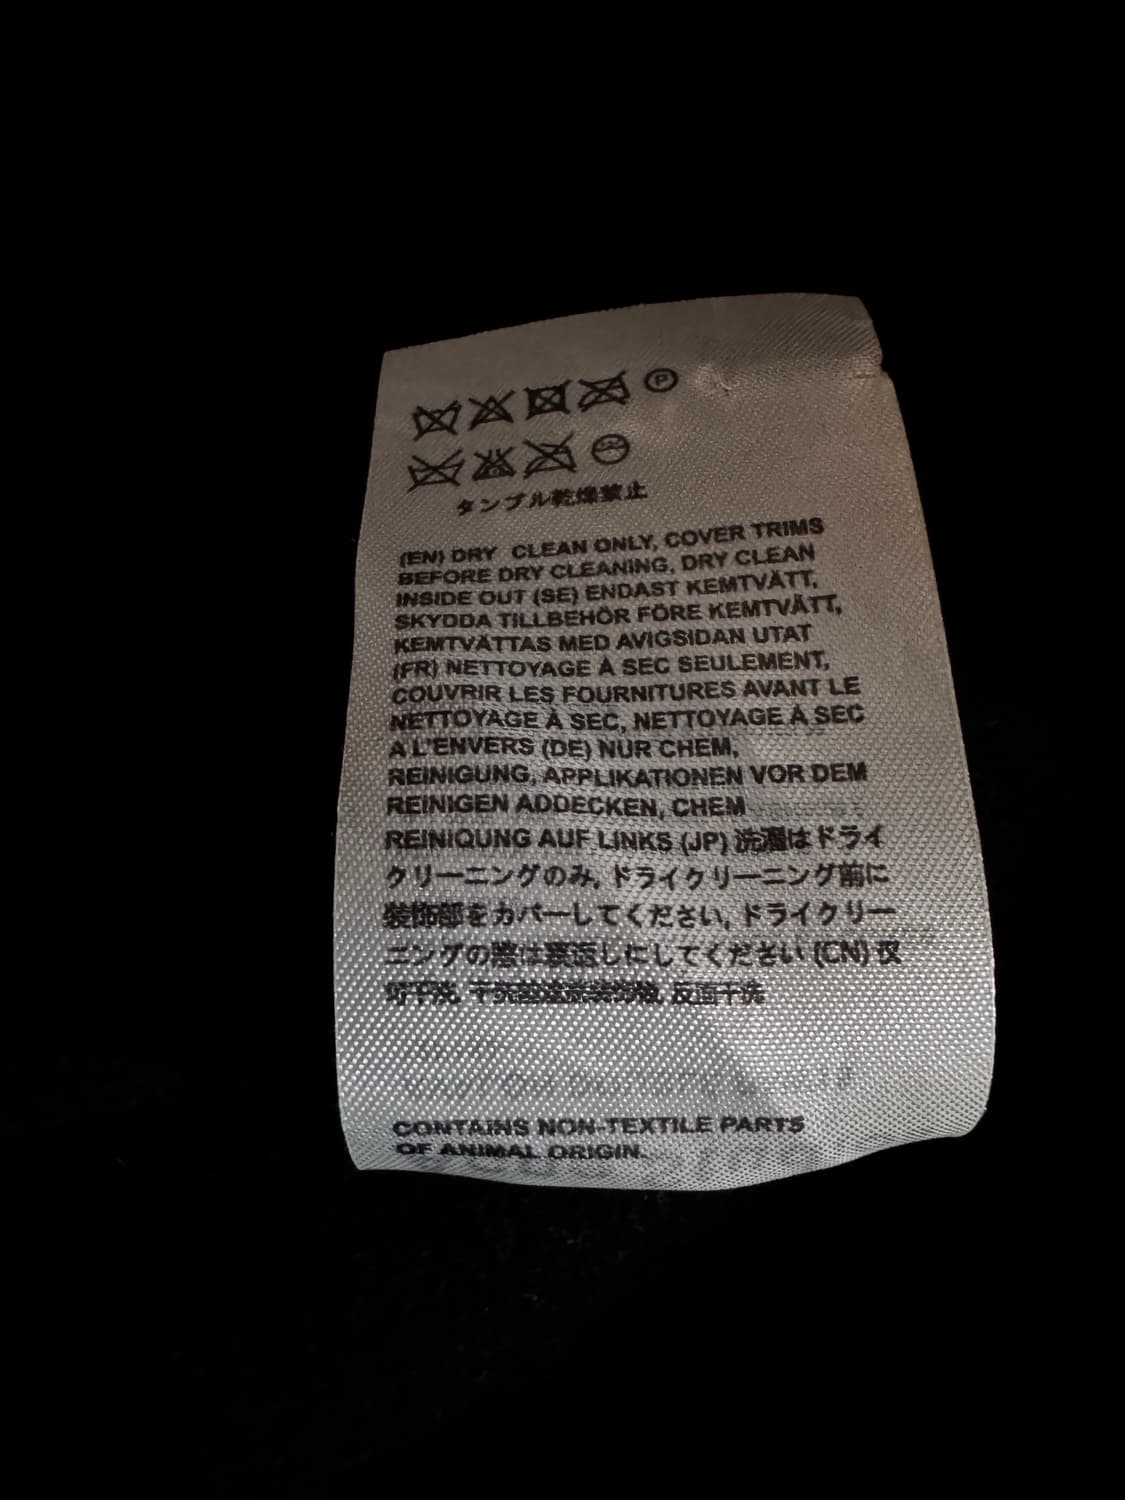 P
タンブル乾燥禁止
(EN) DRY CLEAN ONLY, COVER TRIMS
BEFORE DRY CLEANING, DRY CLEAN
INSIDE OUT (SE) ENDAST KEMTVÄTT,
SKYDDA TILLBEHÖR FÖRE KEMTVÄTT,
KEMTVÄTTAS MED AVIGSIDAN UTAT
(FR) NETTOYAGE À SEC SEULEMENT,
COUVRIR LES FOURNITURES AVANT LE
NETTOYAGE À SEC, NETTOYAGE À SEC
A L'ENVERS (DE) NUR CHEM,
REINIGUNG, APPLIKATIONEN VOR DEM
REINIGEN ADDECKEN, CHEM
REINIQUNG AUF LINKS (JP) 洗濯はドライ
クリーニングのみ, ドライクリーニング前に
装飾部をカバーしてください, ドライクリー
ニングの際は裏返しにしてください (CN) 仅
干洗, 反面干洗
CONTAINS NON-TEXTILE PARTS
OF ANIMAL ORIGIN.